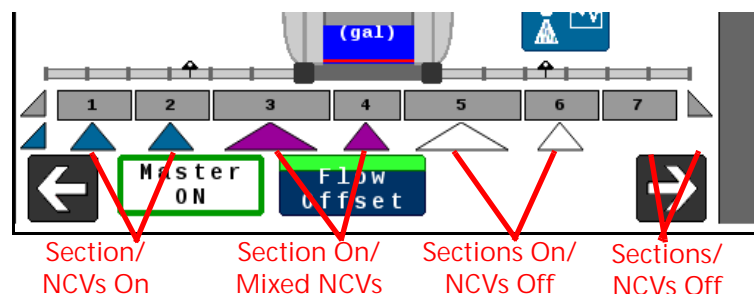 (gal)
1 2 3 4 5 6 7
Master
ON
Flow
Offset
Section/
NCVs On
Section On/
Mixed NCVs
Sections On/
NCVs Off
Sections/
NCVs Off